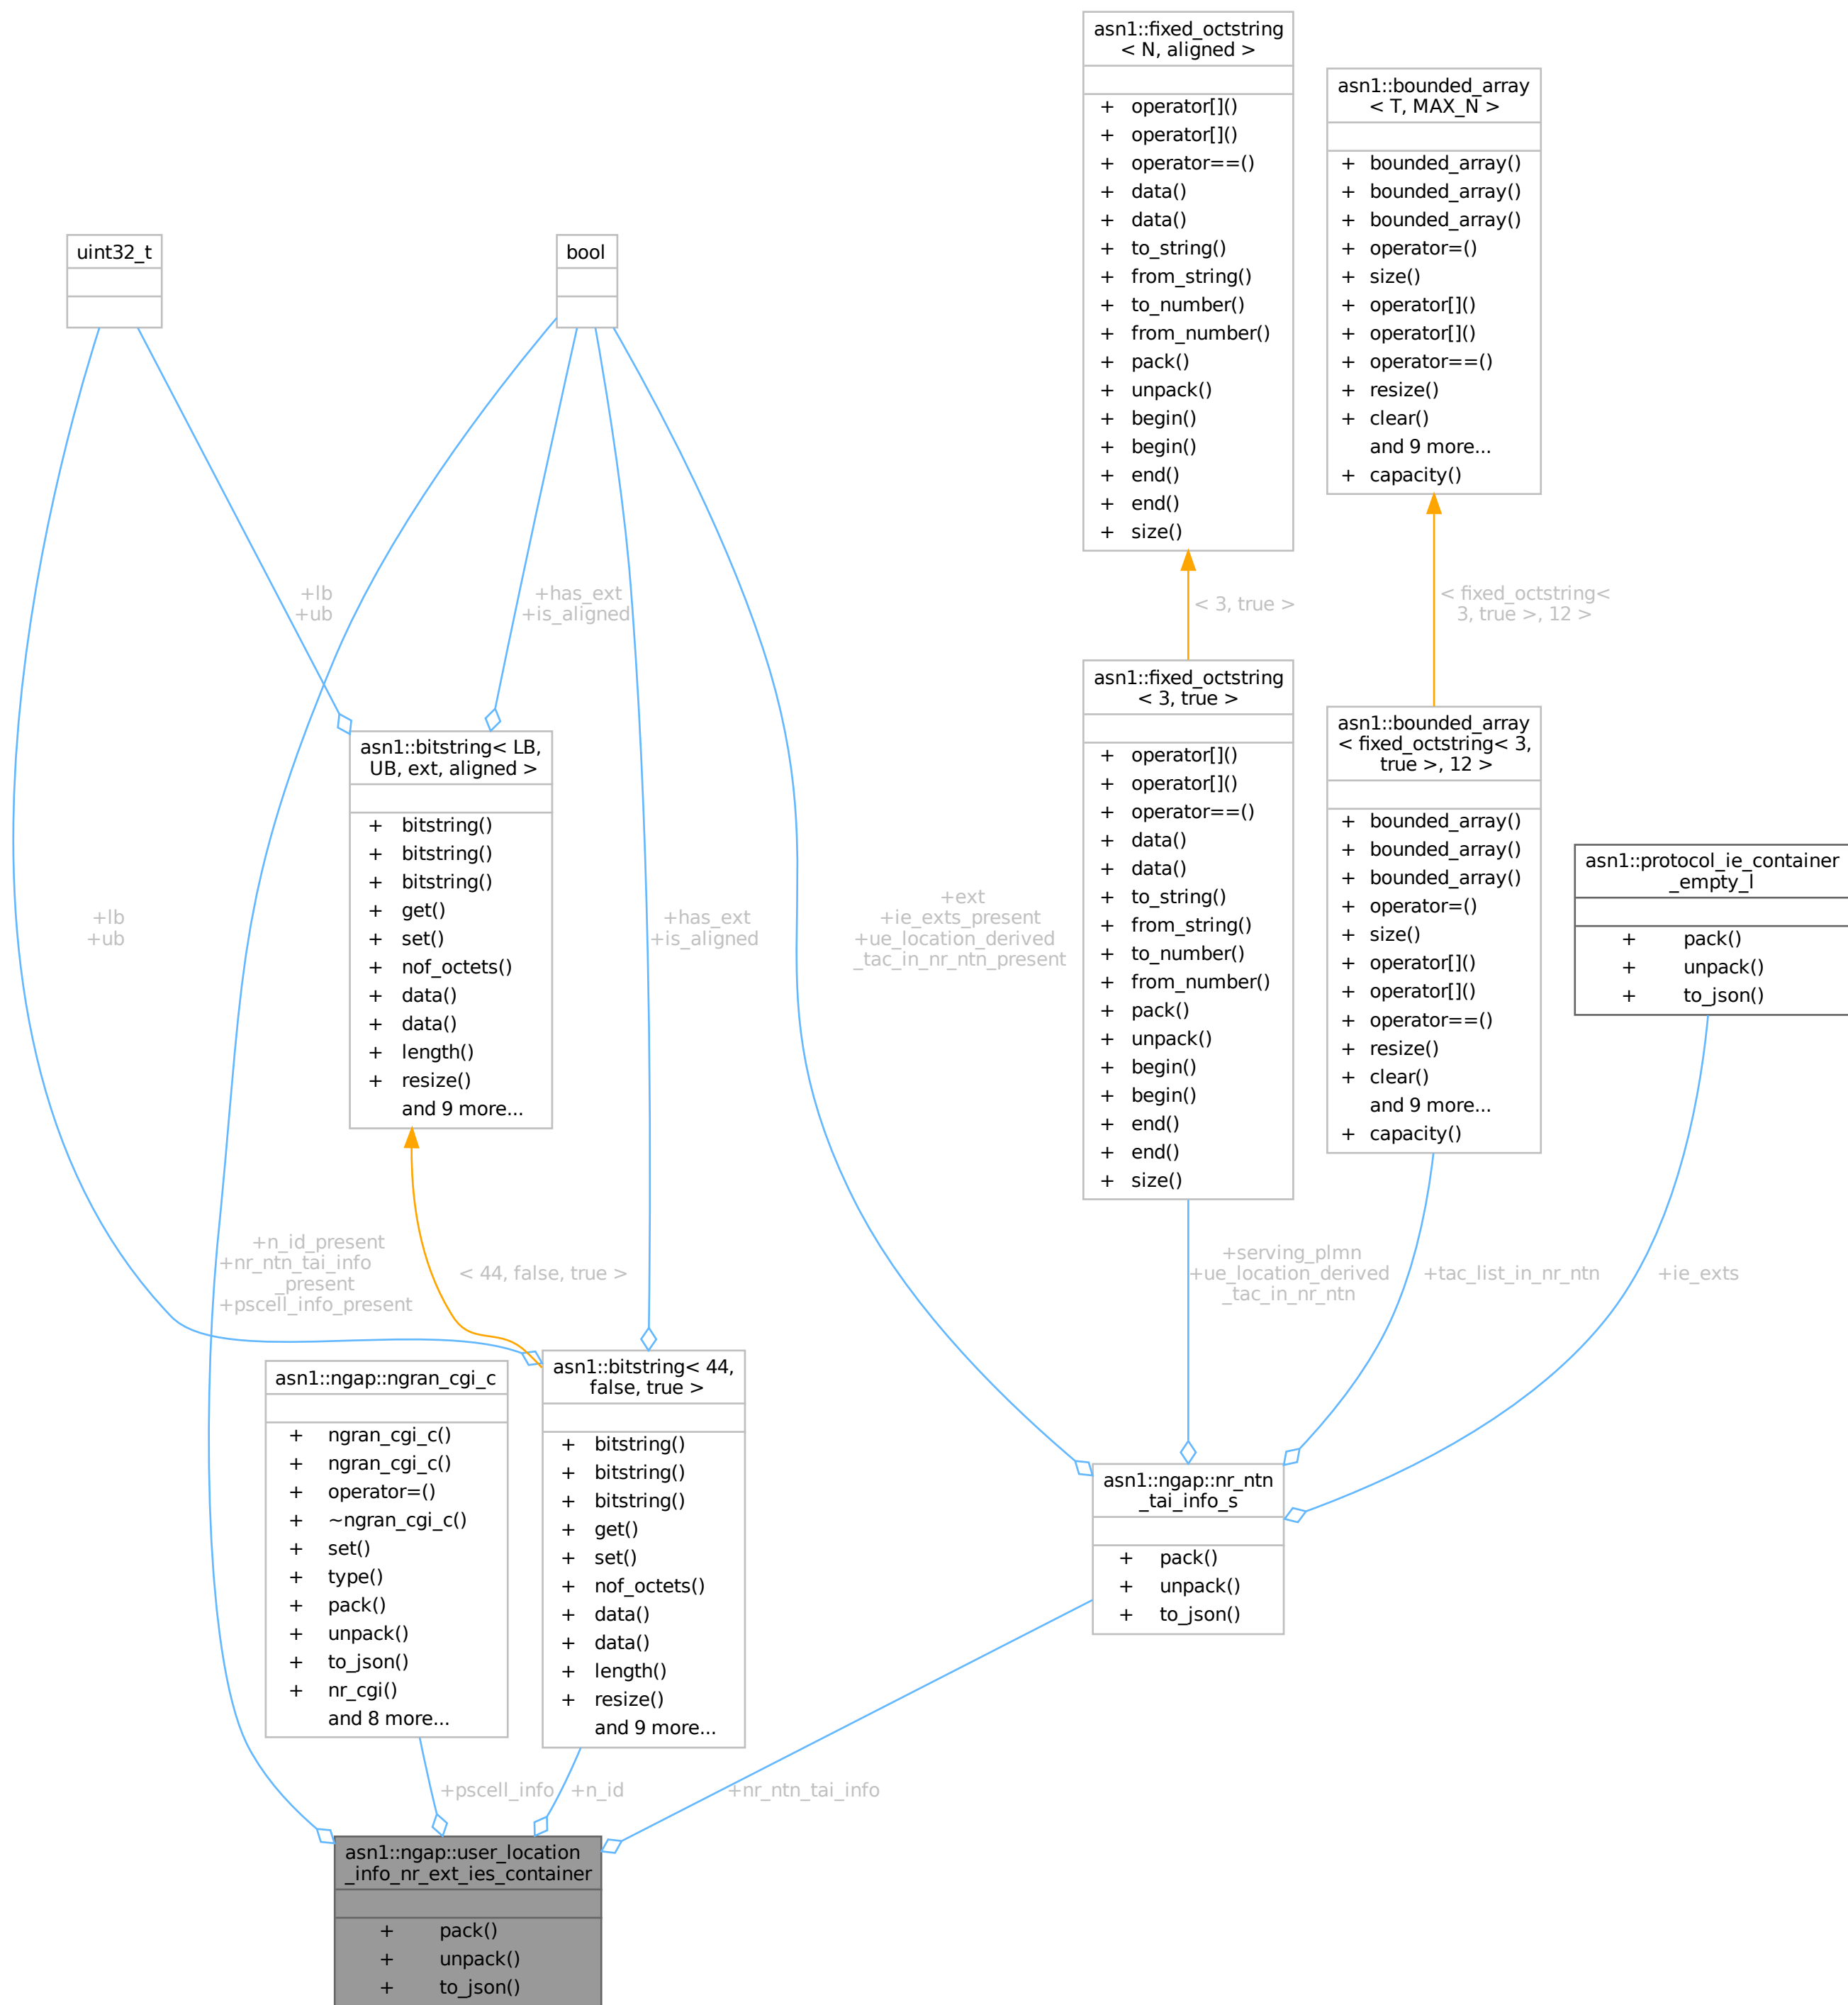 asn1::fixed_octstring
< N, aligned >
+ operator[]()
+ operator[]()
+ operator==()
+ data()
+ data()
+ to_string()
+ from_string()
+ to_number()
+ from_number()
+ pack()
+ unpack()
+ begin()
+ begin()
+ end()
+ end()
+ size()
asn1::bounded_array
< T, MAX_N >
+ bounded_array()
+ bounded_array()
+ bounded_array()
+ operator=()
+ size()
+ operator[]()
+ operator[]()
+ operator==()
+ resize()
+ clear()
and 9 more...
+ capacity()
uint32_t
bool
+lb
+ub
+has_ext
+is_aligned
< 3, true >
< fixed_octstring<
3, true >, 12 >
asn1::bitstring< LB,
UB, ext, aligned >
+ bitstring()
+ bitstring()
+ bitstring()
+ get()
+ set()
+ nof_octets()
+ data()
+ data()
+ length()
+ resize()
and 9 more...
asn1::fixed_octstring
< 3, true >
+ operator[]()
+ operator[]()
+ operator==()
+ data()
+ data()
+ to_string()
+ from_string()
+ to_number()
+ from_number()
+ pack()
+ unpack()
+ begin()
+ begin()
+ end()
+ end()
+ size()
asn1::bounded_array
< fixed_octstring< 3,
true >, 12 >
+ bounded_array()
+ bounded_array()
+ bounded_array()
+ operator=()
+ size()
+ operator[]()
+ operator[]()
+ operator==()
+ resize()
+ clear()
and 9 more...
+ capacity()
asn1::protocol_ie_container
_empty_l
+ pack()
+ unpack()
+ to_json()
+lb
+ub
+has_ext
+is_aligned
+ext
+ie_exts_present
+ue_location_derived
_tac_in_nr_ntn_present
+n_id_present
+nr_ntn_tai_info
_present
+pscell_info_present
< 44, false, true >
+serving_plmn
+ue_location_derived
_tac_in_nr_ntn
+tac_list_in_nr_ntn
+ie_exts
asn1::ngap::ngran_cgi_c
+ ngran_cgi_c()
+ ngran_cgi_c()
+ operator=()
+ ~ngran_cgi_c()
+ set()
+ type()
+ pack()
+ unpack()
+ to_json()
+ nr_cgi()
and 8 more...
asn1::bitstring< 44,
false, true >
+ bitstring()
+ bitstring()
+ bitstring()
+ get()
+ set()
+ nof_octets()
+ data()
+ data()
+ length()
+ resize()
and 9 more...
asn1::ngap::nr_ntn
_tai_info_s
+ pack()
+ unpack()
+ to_json()
+pscell_info
+n_id
+nr_ntn_tai_info
asn1::ngap::user_location
_info_nr_ext_ies_container
+ pack()
+ unpack()
+ to_json()